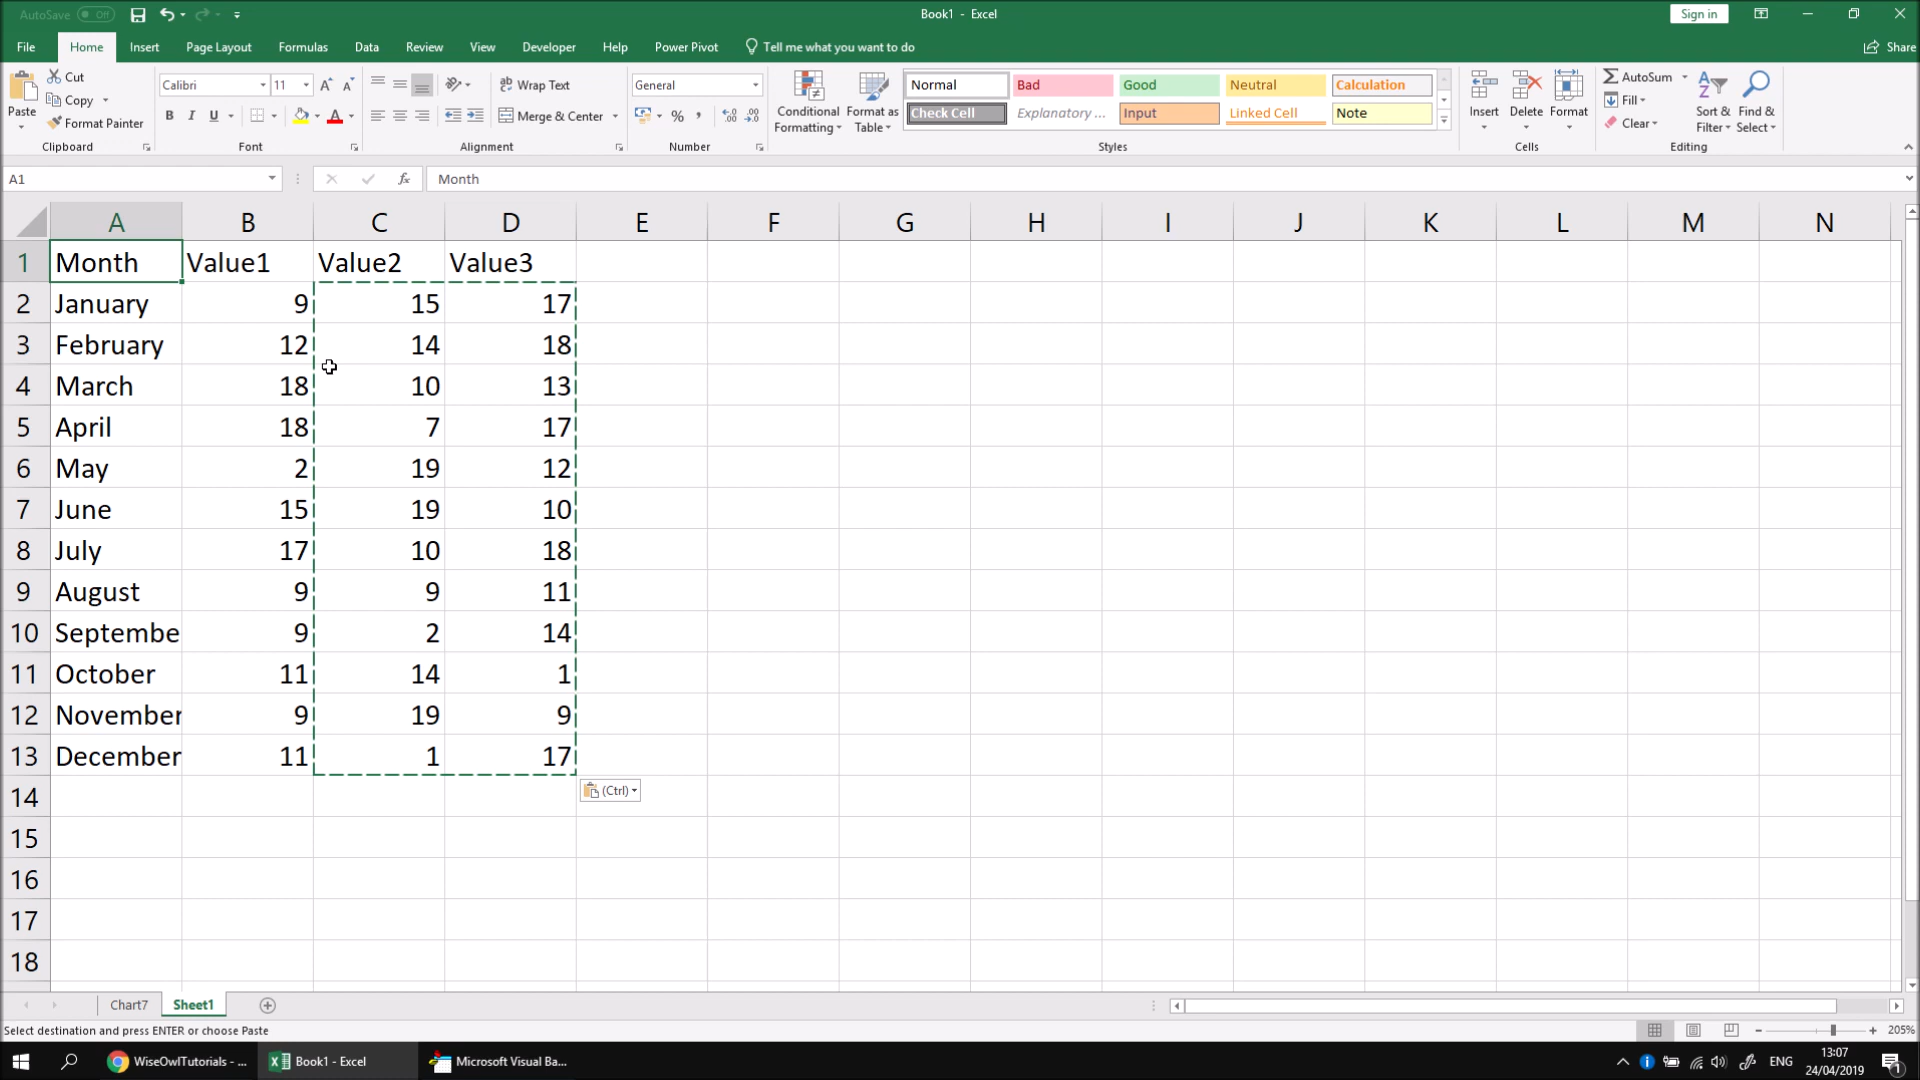 AutoSave Off
Book1 - Excel
Sign in
File Home Insert Page Layout Formulas Data Review View Developer Help Power Pivot Tell me what you want to do Share
Paste
Cut
Copy
Format Painter
Clipboard
Calibri 11
B I U
Font
Wrap Text
Merge & Center
Alignment
General
Number
Conditional Formatting
Format as Table
Normal Bad Good Neutral Calculation
Check Cell Explanatory ... Input Linked Cell Note
Styles
Insert Delete Format
Cells
AutoSum
Fill
Clear
Sort & Filter
Find & Select
Editing
A1 fx Month
A B C D E F G H I J K L M N
1 Month Value1 Value2 Value3
2 January 9 15 17
3 February 12 14 18
4 March 18 10 13
5 April 18 7 17
6 May 2 19 12
7 June 15 19 10
8 July 17 10 18
9 August 9 9 11
10 Septembe 9 2 14
11 October 11 14 1
12 November 9 19 9
13 December 11 1 17
(Ctrl)
14
15
16
17
18
Chart7 Sheet1
Select destination and press ENTER or choose Paste
205%
WiseOwlTutorials - ... Book1 - Excel Microsoft Visual Ba...
ENG
13:07
24/04/2019
1